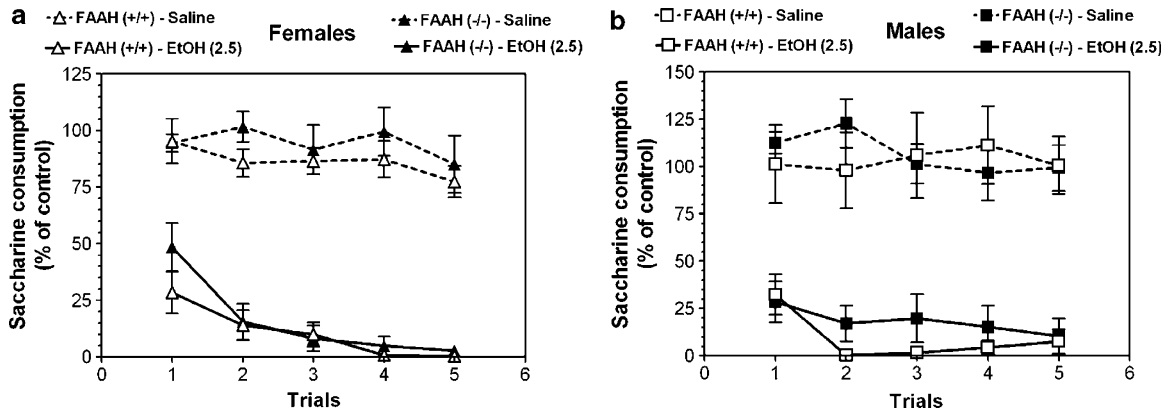 a
FAAH (+/+) - Saline
FAAH (-/-) - Saline
Females
FAAH (+/+) - EtOH (2.5)
FAAH (-/-) - EtOH (2.5)
125
100
75
50
25
0
Saccharine consumption
(% of control)
0 1 2 3 4 5 6
Trials
b
FAAH (+/+) - Saline
FAAH (-/-) - Saline
Males
FAAH (+/+) - EtOH (2.5)
FAAH (-/-) - EtOH (2.5)
150
125
100
75
50
25
0
Saccharine consumption
(% of control)
0 1 2 3 4 5 6
Trials